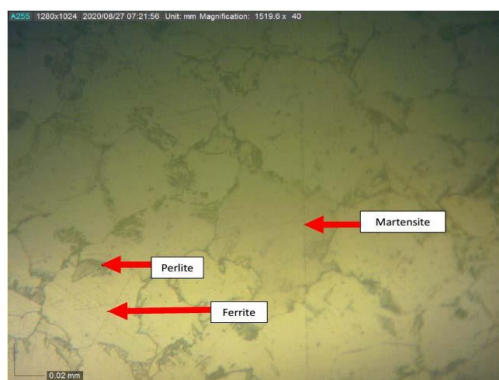 A255 1280x1024 2020/08/27 07:21:56 Unit: mm Magnification: 1519.6 x 40
Martensite
Perlite
Ferrite
0.02 mm